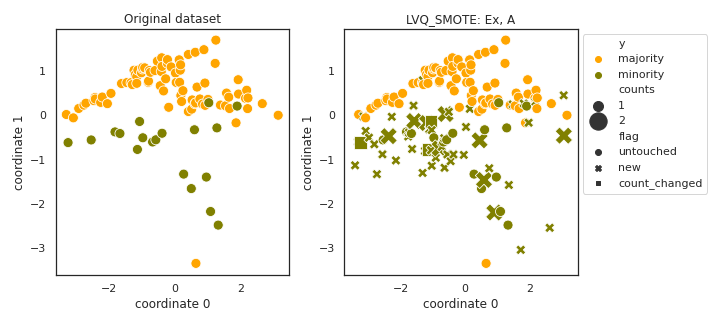 Original dataset
1
0
−1
−2
−3
coordinate 1
−2
0
2
coordinate 0
LVQ_SMOTE: Ex, A
1
0
−1
−2
−3
coordinate 1
−2
0
2
coordinate 0
y
majority
minority
counts
1
2
flag
untouched
new
count_changed